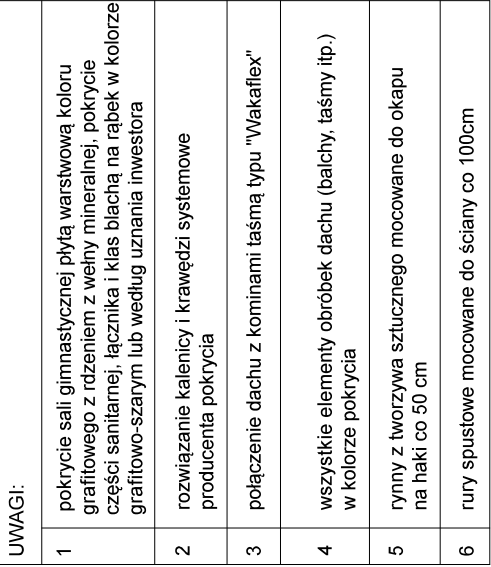 UWAGI:
1
pokrycie sali gimnastycznej płytą warstwową koloru
grafitowego z rdzeniem z wełny mineralnej, pokrycie
części sanitarnej, łącznika i klas blachą na rąbek w kolorze
grafitowo-szarym lub według uznania inwestora
2
rozwiązanie kalenicy i krawędzi systemowe
producenta pokrycia
3
połączenie dachu z kominami taśmą typu "Wakaflex"
4
wszystkie elementy obróbek dachu (balchy, taśmy itp.)
w kolorze pokrycia
5
rynny z tworzywa sztucznego mocowane do okapu
na haki co 50 cm
6
rury spustowe mocowane do ściany co 100cm